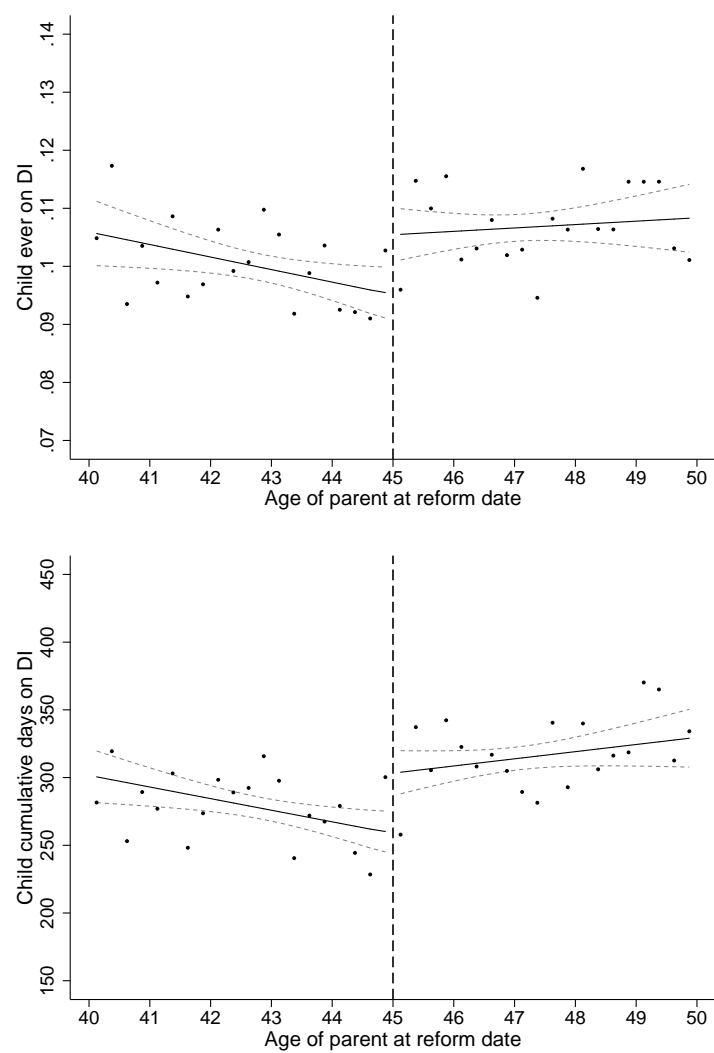 Child ever on DI
.14
.13
.12
.11
.1
.09
.08
.07
40 41 42 43 44 45 46 47 48 49 50
Age of parent at reform date
Child cumulative days on DI
450
400
350
300
250
200
150
40 41 42 43 44 45 46 47 48 49 50
Age of parent at reform date